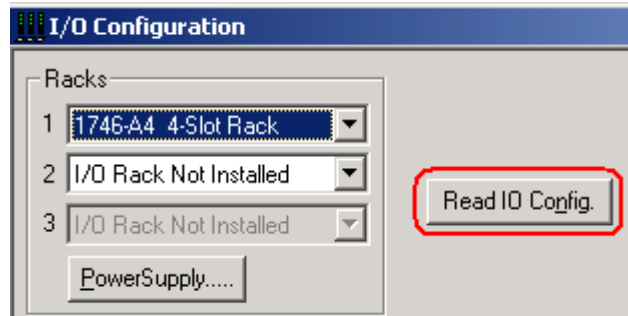 I/O Configuration
Racks
1 1746-A4 4-Slot Rack
2 I/O Rack Not Installed
3 I/O Rack Not Installed
PowerSupply.....
Read IO Config.